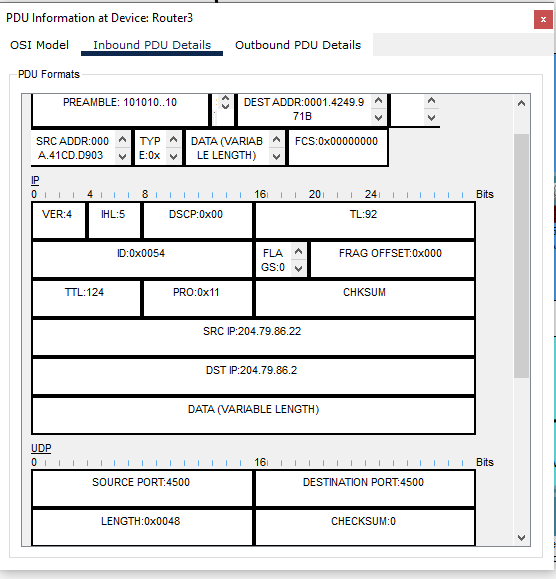 PDU Information at Device: Router3
x
OSI Model Inbound PDU Details Outbound PDU Details
PDU Formats
PREAMBLE: 101010..10 DEST ADDR:0001.4249.9
71B
SRC ADDR:000 TYP DATA (VARIAB FCS:0x00000000
A.41CD.D903 E:0x LE LENGTH)
IP
0 4 8 16 20 24 Bits
VER:4 IHL:5 DSCP:0x00 TL:92
ID:0x0054 FLA FRAG OFFSET:0x000
GS:0
TTL:124 PRO:0x11 CHKSUM
SRC IP:204.79.86.22
DST IP:204.79.86.2
DATA (VARIABLE LENGTH)
UDP
0 16 Bits
SOURCE PORT:4500 DESTINATION PORT:4500
LENGTH:0x0048 CHECKSUM:0